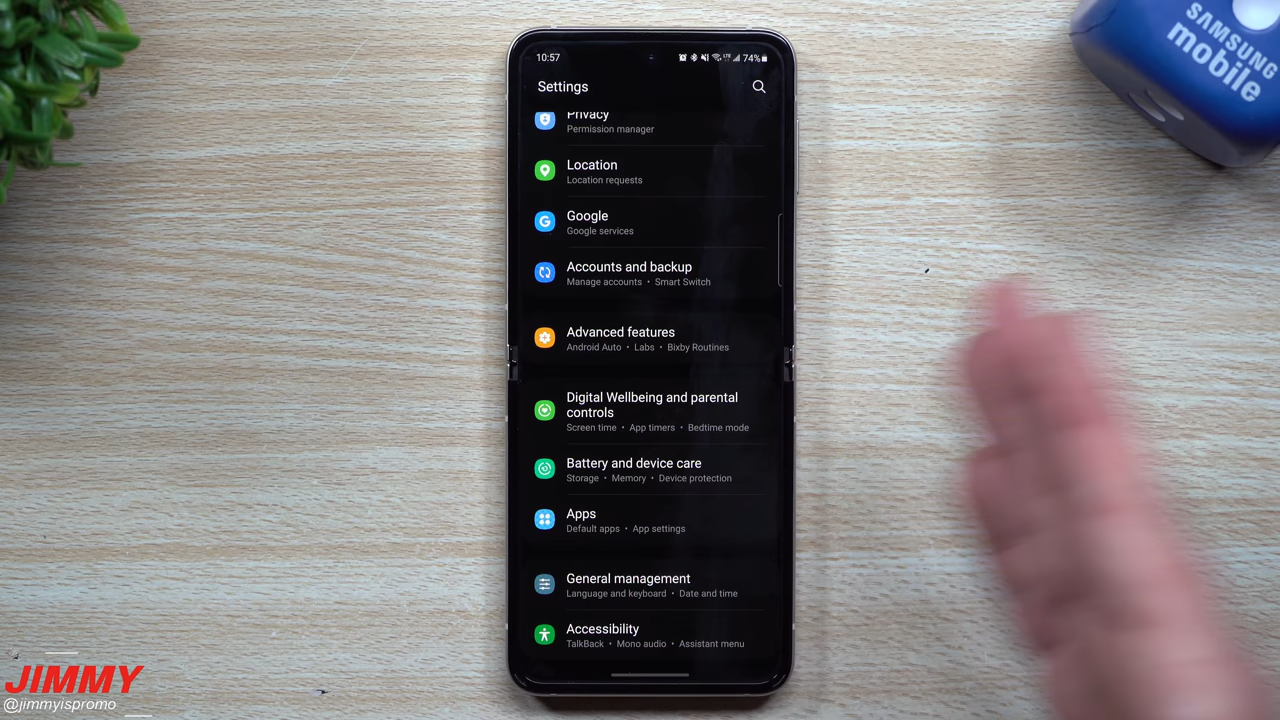 10:57
LTE
74%
Settings
Privacy
Permission manager
Location
Location requests
Google
Google services
Accounts and backup
Manage accounts • Smart Switch
Advanced features
Android Auto • Labs • Bixby Routines
Digital Wellbeing and parental
controls
Screen time • App timers • Bedtime mode
Battery and device care
Storage • Memory • Device protection
Apps
Default apps • App settings
General management
Language and keyboard • Date and time
Accessibility
TalkBack • Mono audio • Assistant menu
SAMSUNG
mobile
JIMMY
@jimmyispromo